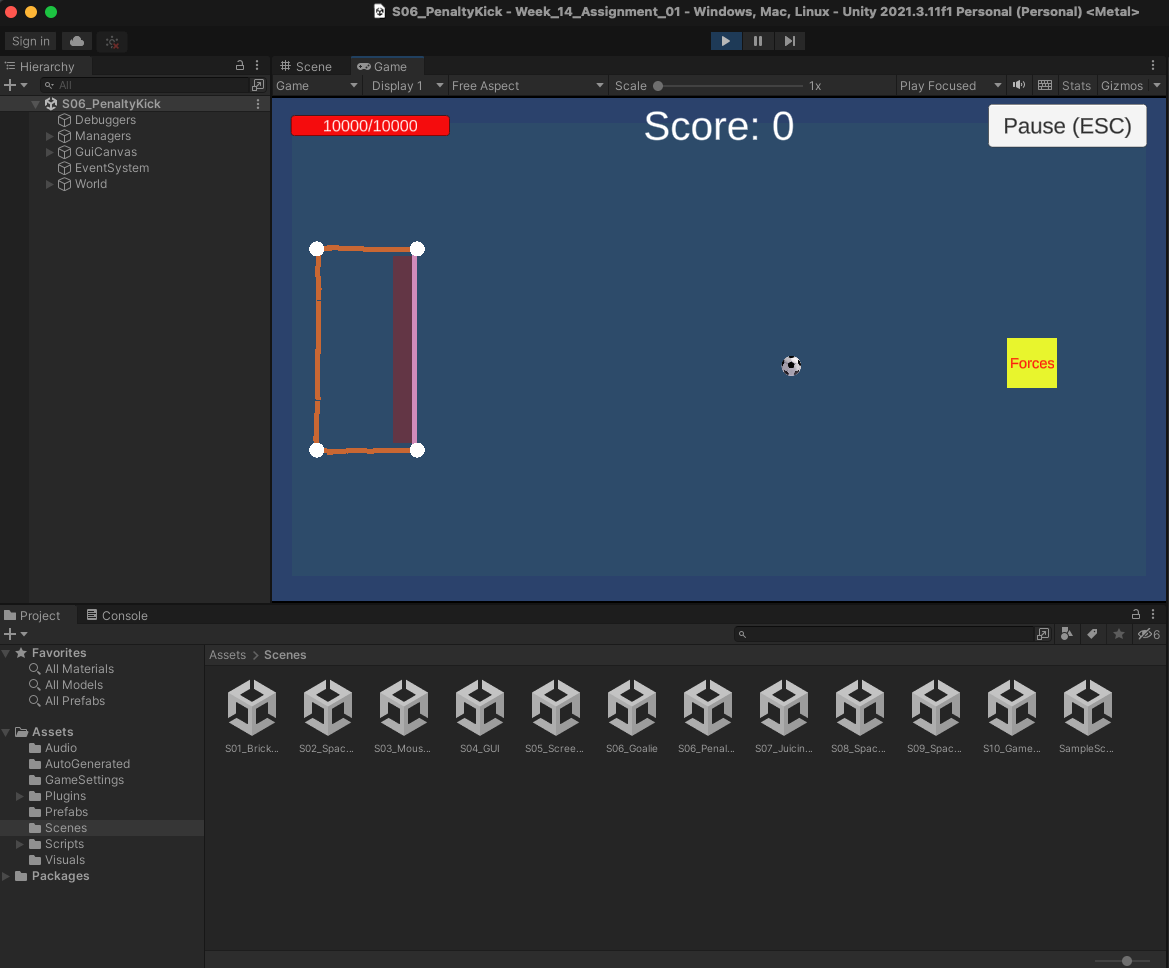 S06_PenaltyKick - Week_14_Assignment_01 - Windows, Mac, Linux - Unity 2021.3.11f1 Personal (Personal) <Metal>
Sign in
Hierarchy
All
S06_PenaltyKick
Debuggers
Managers
GuiCanvas
EventSystem
World
Scene
Game
Game
Display 1
Free Aspect
Scale
1x
Play Focused
Stats
Gizmos
10000/10000
Score: 0
Pause (ESC)
Forces
Project
Console
6
Favorites
All Materials
All Models
All Prefabs
Assets
Audio
AutoGenerated
GameSettings
Plugins
Prefabs
Scenes
Scripts
Visuals
Packages
Assets > Scenes
S01_Brick...
S02_Spac...
S03_Mous...
S04_GUI
S05_Scree...
S06_Goalie
S06_Penal...
S07_Juicin...
S08_Spac...
S09_Spac...
S10_Game...
SampleSc...